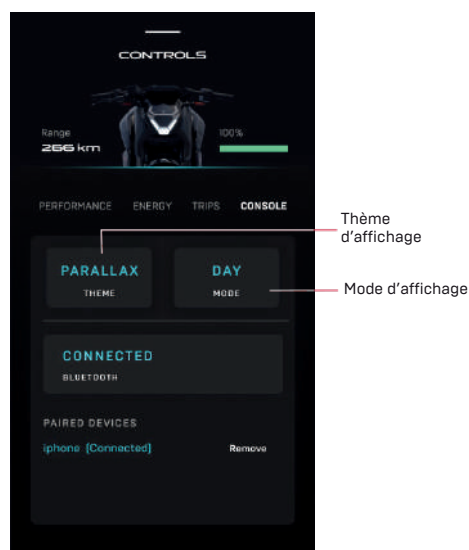 CONTROLS
Range
266 km
100%
PERFORMANCE ENERGY TRIPS CONSOLE
Thème
d'affichage
PARALLAX
THEME
DAY
MODE
Mode d'affichage
CONNECTED
BLUETOOTH
PAIRED DEVICES
iphone (Connected) Remove